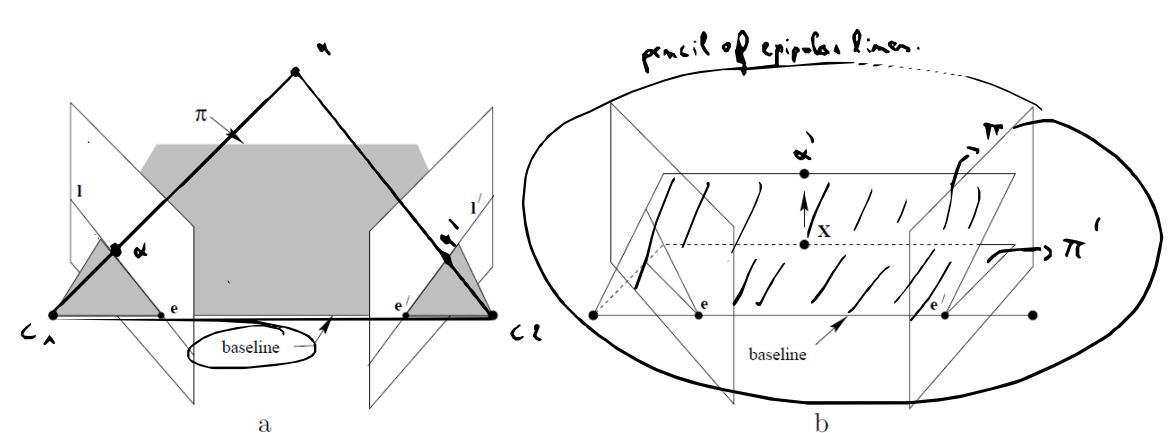 pencil of epipolar lines.
π
l
l′
e
e′
C1
C2
baseline
a
π
X
π′
e
e′
baseline
b